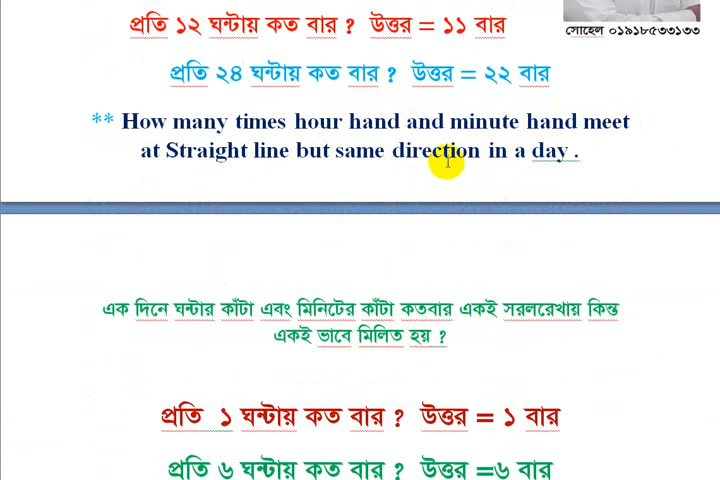 প্রতি ১২ ঘন্টায় কত বার ? উত্তর = ১১ বার
সোহেল ০১৯১৮৫৩৩১৩৩
প্রতি ২৪ ঘন্টায় কত বার ? উত্তর = ২২ বার
** How many times hour hand and minute hand meet
at Straight line but same direction in a day .
এক দিনে ঘন্টার কাঁটা এবং মিনিটের কাঁটা কতবার একই সরলরেখায় কিন্ত
একই ভাবে মিলিত হয় ?
প্রতি ১ ঘন্টায় কত বার ? উত্তর = ১ বার
প্রতি ৬ ঘন্টায় কত বার ? উত্তর =৬ বার